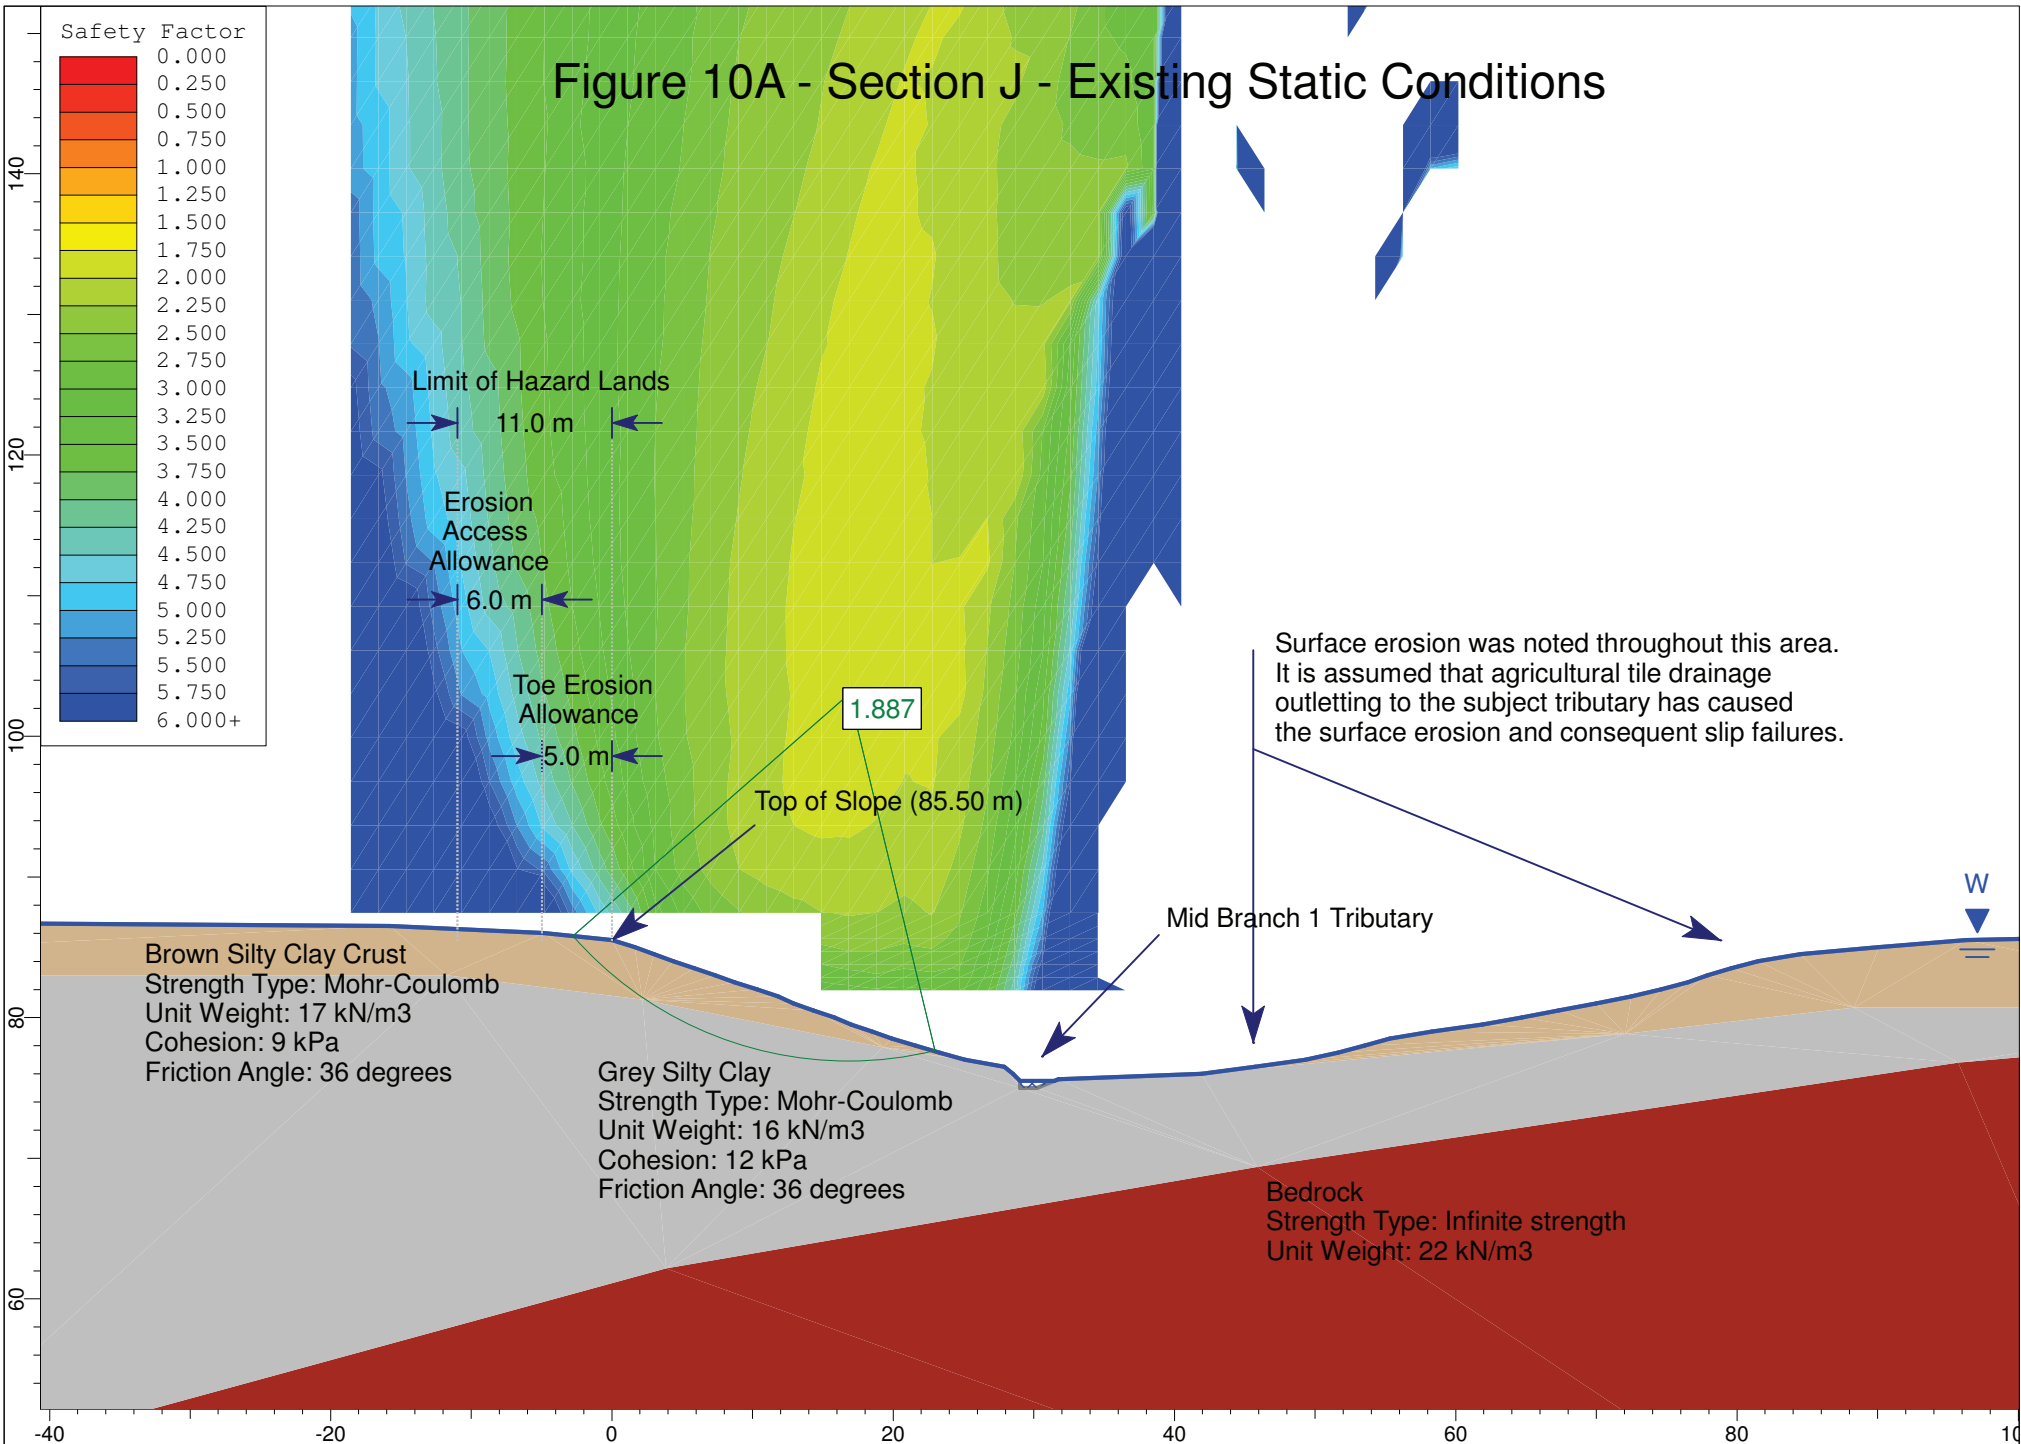 Safety Factor
0.000
0.250
0.500
0.750
1.000
1.250
1.500
1.750
2.000
2.250
2.500
2.750
3.000
3.250
3.500
3.750
4.000
4.250
4.500
4.750
5.000
5.250
5.500
5.750
6.000+
Figure 10A - Section J - Existing Static Conditions
Limit of Hazard Lands
11.0 m
Erosion
Access
Allowance
6.0 m
Toe Erosion
Allowance
5.0 m
1.887
Top of Slope (85.50 m)
Surface erosion was noted throughout this area.
It is assumed that agricultural tile drainage
outletting to the subject tributary has caused
the surface erosion and consequent slip failures.
Mid Branch 1 Tributary
W
Brown Silty Clay Crust
Strength Type: Mohr-Coulomb
Unit Weight: 17 kN/m3
Cohesion: 9 kPa
Friction Angle: 36 degrees
Grey Silty Clay
Strength Type: Mohr-Coulomb
Unit Weight: 16 kN/m3
Cohesion: 12 kPa
Friction Angle: 36 degrees
Bedrock
Strength Type: Infinite strength
Unit Weight: 22 kN/m3
140
120
100
80
60
-40
-20
0
20
40
60
80